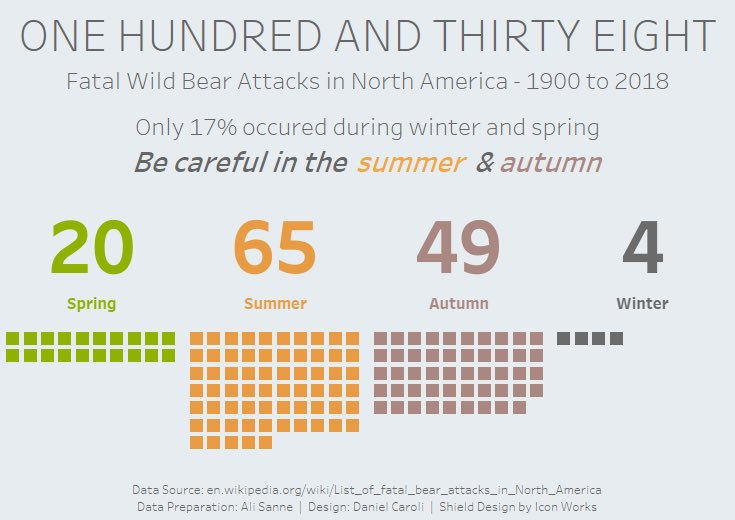 ONE HUNDRED AND THIRTY EIGHT
Fatal Wild Bear Attacks in North America - 1900 to 2018
Only 17% occured during winter and spring
Be careful in the summer & autumn
20 65 49 4
Spring Summer Autumn Winter
Data Source: en.wikipedia.org/wiki/List_of_fatal_bear_attacks_in_North_America
Data Preparation: Ali Sanne | Design: Daniel Caroli | Shield Design by Icon Works